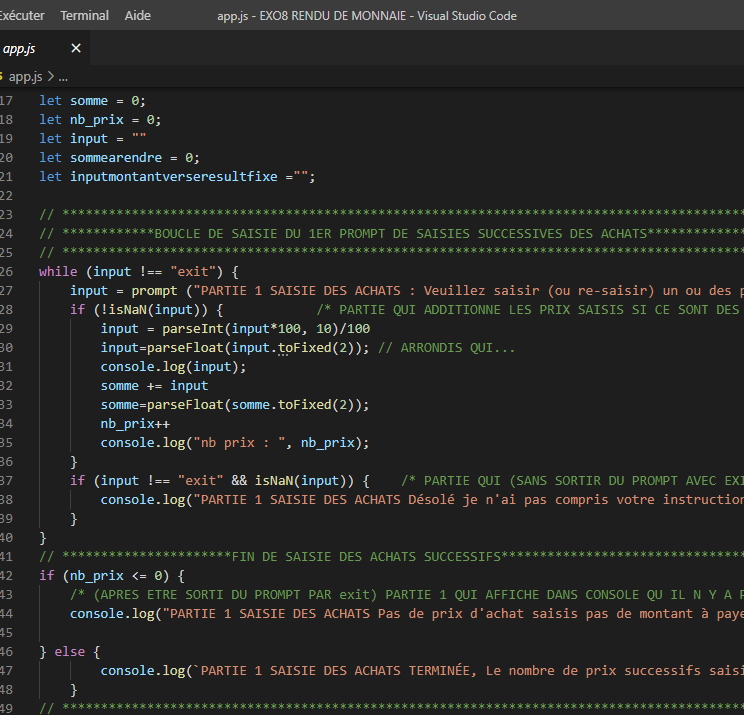 Exécuter Terminal Aide app.js - EXO8 RENDU DE MONNAIE - Visual Studio Code
app.js ×
app.js > ...
17 let somme = 0;
18 let nb_prix = 0;
19 let input = ""
20 let sommearendre = 0;
21 let inputmontantverseresultfixe ="";
22
23 // *****************************************************************************************
24 // ************BOUCLE DE SAISIE DU 1ER PROMPT DE SAISIES SUCCESSIVES DES ACHATS*************
25 // *****************************************************************************************
26 while (input !== "exit") {
27 input = prompt ("PARTIE 1 SAISIE DES ACHATS : Veuillez saisir (ou re-saisir) un ou des p
28 if (!isNaN(input)) { /* PARTIE QUI ADDITIONNE LES PRIX SAISIS SI CE SONT DES
29 input = parseInt(input*100, 10)/100
30 input=parseFloat(input.toFixed(2)); // ARRONDIS QUI...
31 console.log(input);
32 somme += input
33 somme=parseFloat(somme.toFixed(2));
34 nb_prix++
35 console.log("nb prix : ", nb_prix);
36 }
37 if (input !== "exit" && isNaN(input)) { /* PARTIE QUI (SANS SORTIR DU PROMPT AVEC EXI
38 console.log("PARTIE 1 SAISIE DES ACHATS Désolé je n'ai pas compris votre instruction
39 }
40 }
41 // **********************FIN DE SAISIE DES ACHATS SUCCESSIFS********************************
42 if (nb_prix <= 0) {
43 /* (APRES ETRE SORTI DU PROMPT PAR exit) PARTIE 1 QUI AFFICHE DANS CONSOLE QU IL N Y A P
44 console.log("PARTIE 1 SAISIE DES ACHATS Pas de prix d'achat saisis pas de montant à paye
45
46 } else {
47 console.log(`PARTIE 1 SAISIE DES ACHATS TERMINÉE, Le nombre de prix successifs saisi
48 }
49 // *****************************************************************************************